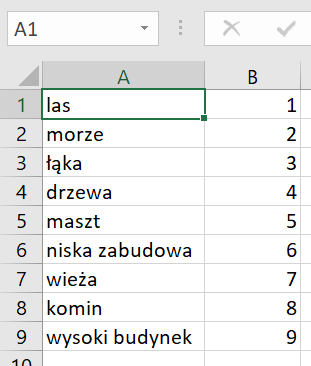 A1
A B
1 las 1
2 morze 2
3 łąka 3
4 drzewa 4
5 maszt 5
6 niska zabudowa 6
7 wieża 7
8 komin 8
9 wysoki budynek 9
10